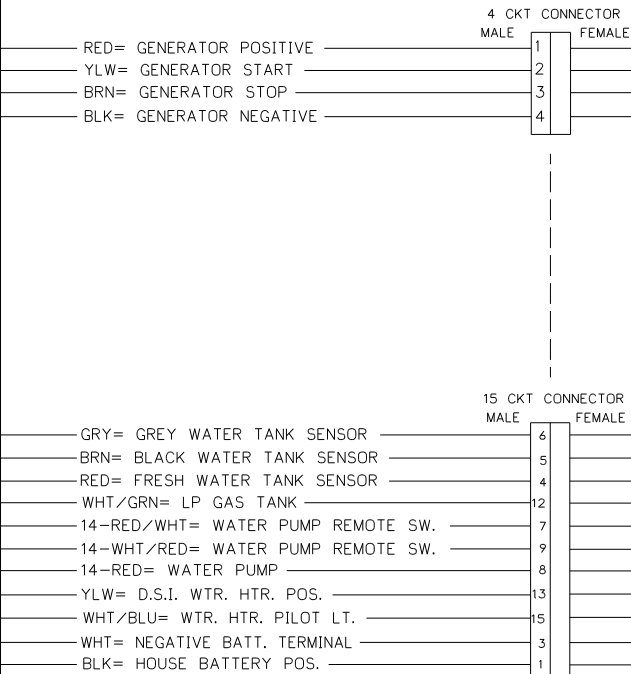 4 CKT CONNECTOR
MALE FEMALE
RED= GENERATOR POSITIVE 1
YLW= GENERATOR START 2
BRN= GENERATOR STOP 3
BLK= GENERATOR NEGATIVE 4
15 CKT CONNECTOR
MALE FEMALE
GRY= GREY WATER TANK SENSOR 6
BRN= BLACK WATER TANK SENSOR 5
RED= FRESH WATER TANK SENSOR 4
WHT/GRN= LP GAS TANK 12
14-RED/WHT= WATER PUMP REMOTE SW. 7
14-WHT/RED= WATER PUMP REMOTE SW. 9
14-RED= WATER PUMP 8
YLW= D.S.I. WTR. HTR. POS. 13
WHT/BLU= WTR. HTR. PILOT LT. 15
WHT= NEGATIVE BATT. TERMINAL 3
BLK= HOUSE BATTERY POS. 1